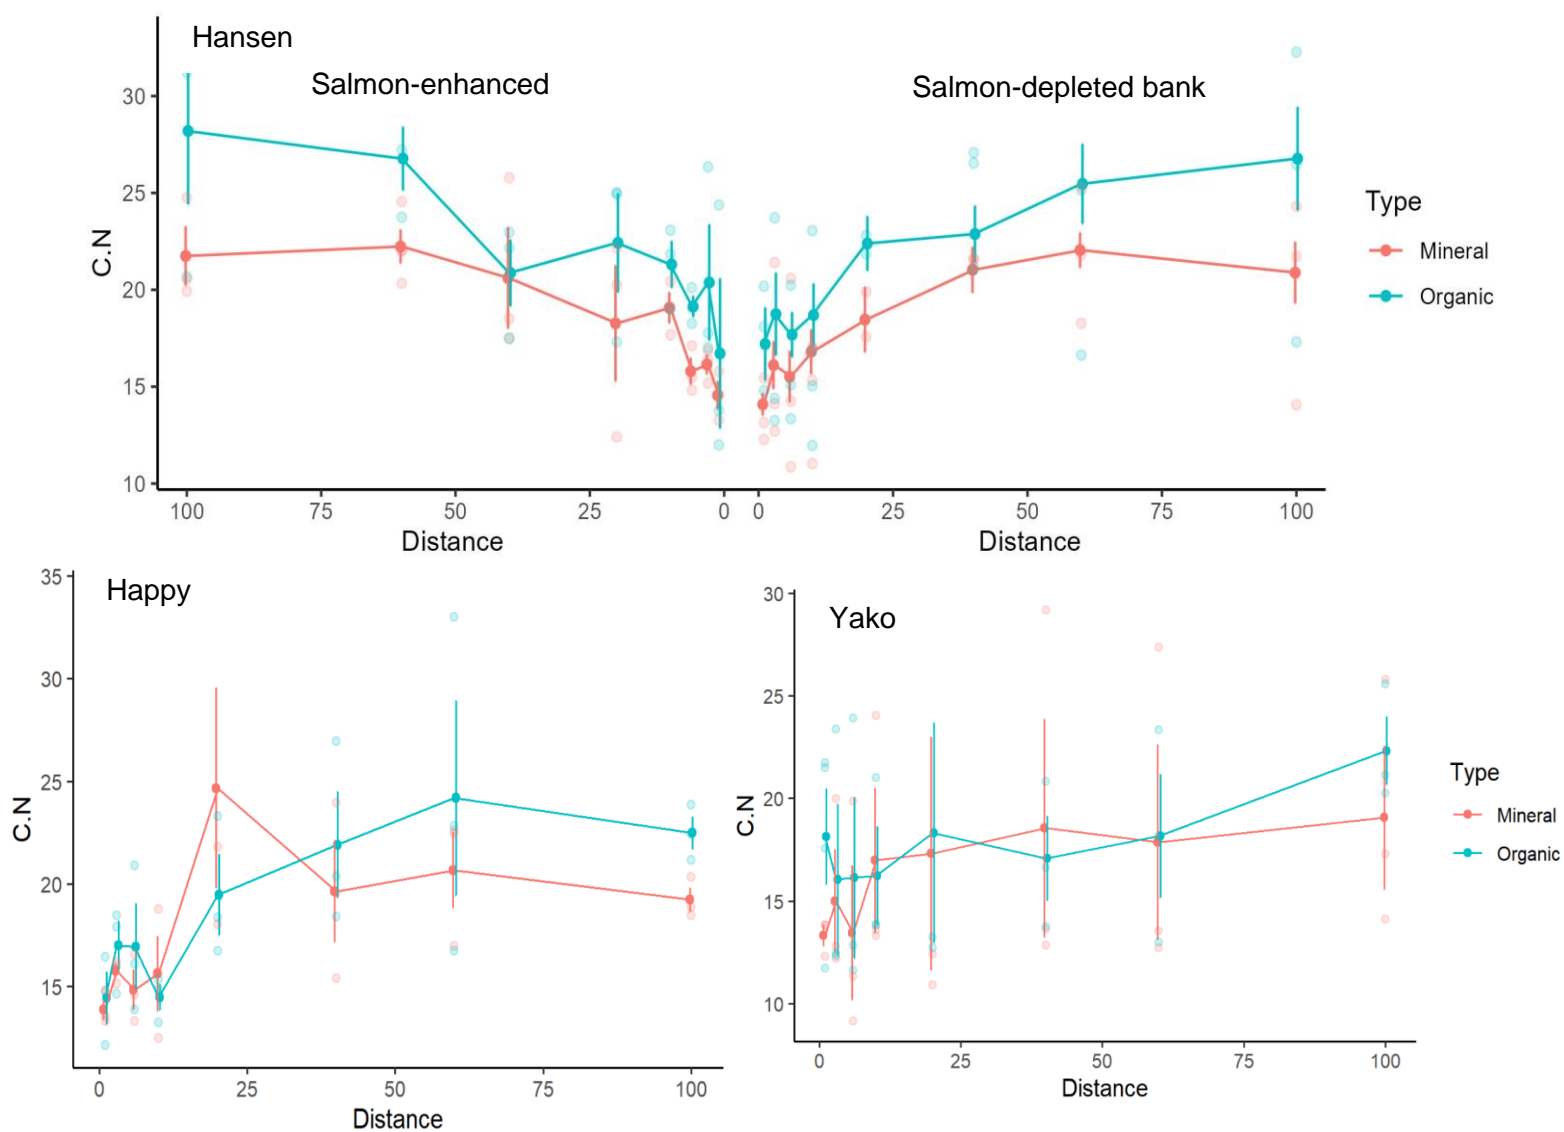 Hansen
Salmon-enhanced
Salmon-depleted bank
30
25
20
15
10
C.N
100 75 50 25 0 0 25 50 75 100
Distance Distance
Type
Mineral
Organic
Happy
35
30
25
20
15
C.N
0 25 50 75 100
Distance
Yako
30
25
20
15
10
C.N
0 25 50 75 100
Distance
Type
Mineral
Organic